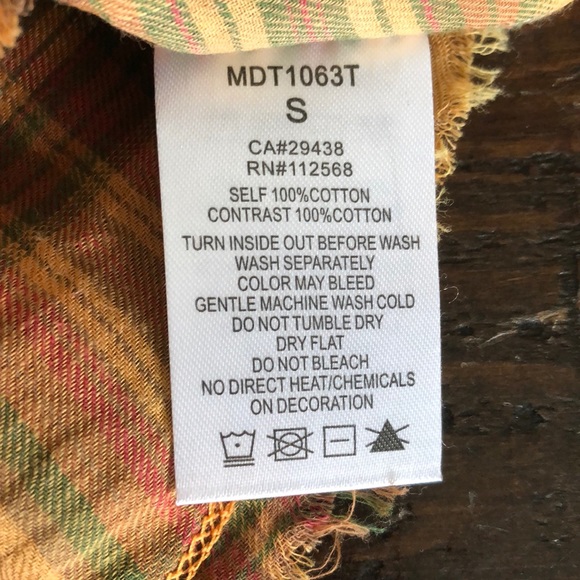 MDT1063T
S
CA#29438
RN#112568
SELF 100%COTTON
CONTRAST 100%COTTON
TURN INSIDE OUT BEFORE WASH
WASH SEPARATELY
COLOR MAY BLEED
GENTLE MACHINE WASH COLD
DO NOT TUMBLE DRY
DRY FLAT
DO NOT BLEACH
NO DIRECT HEAT/CHEMICALS
ON DECORATION